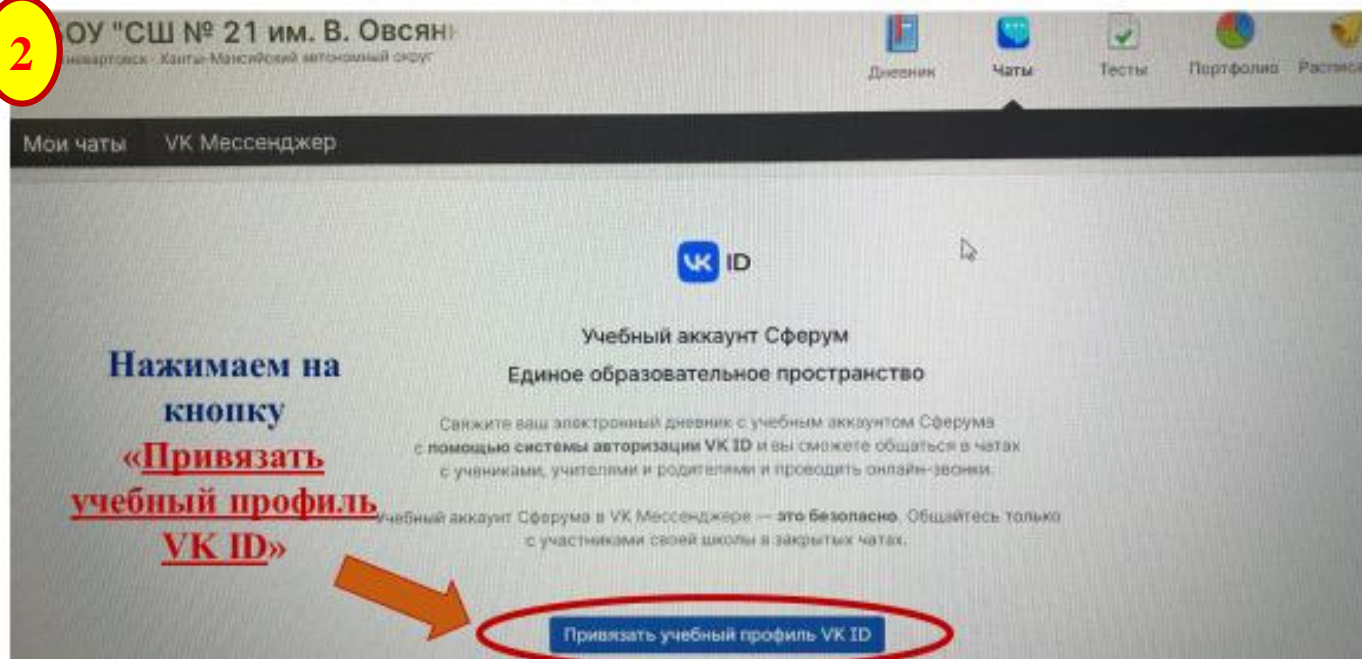 2
ОУ "СШ № 21 им. В. Овсян
Ханты-Мансийский автономный округ
Дневник
Чаты
Тесты
Портфолио
Мои чаты VK Мессенджер
VK ID
Учебный аккаунт Сферум
Единое образовательное пространство
Свяжите ваш электронный дневник с учебным аккаунтом Сферума
с помощью системы авторизации VK ID и вы сможете общаться в чатах
с учениками, учителями и родителями и проводить онлайн-звонки.
Учебный аккаунт Сферума в VK Мессенджере — это безопасно. Общайтесь только
с участниками своей школы в закрытых чатах.
Нажимаем на
кнопку
«Привязать
учебный профиль
VK ID»
Привязать учебный профиль VK ID